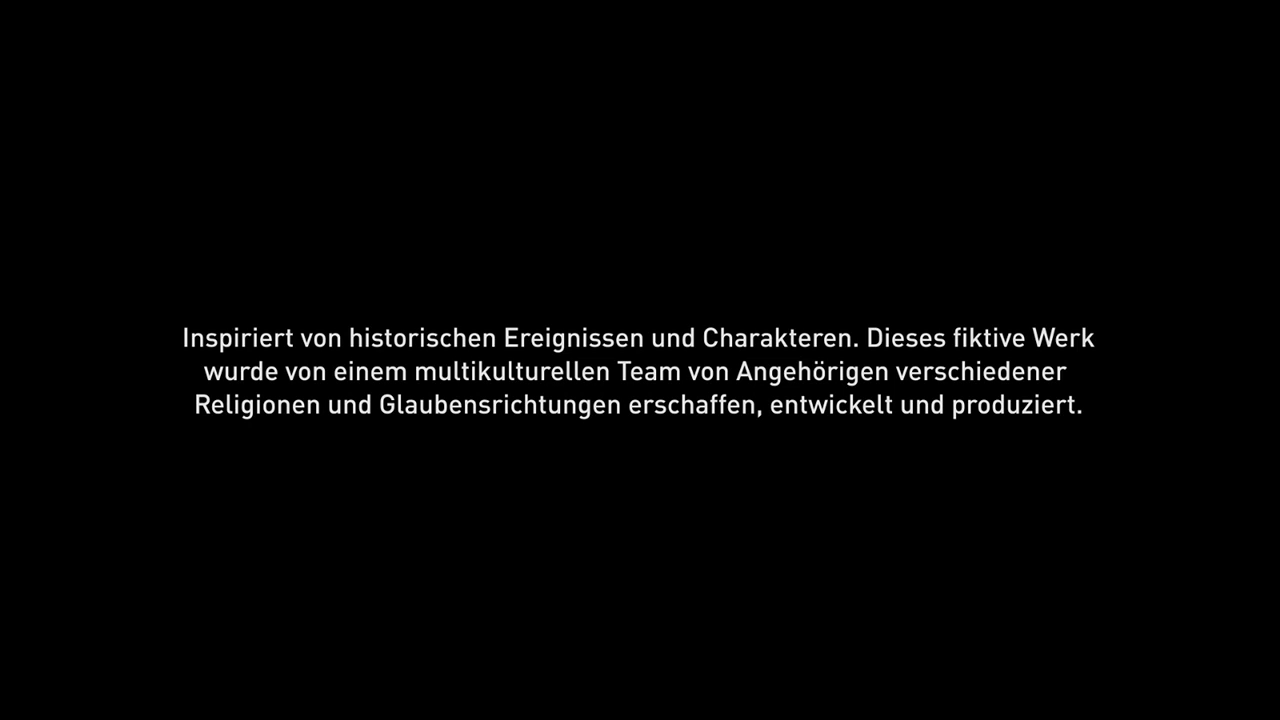 Inspiriert von historischen Ereignissen und Charakteren. Dieses fiktive Werk
wurde von einem multikulturellen Team von Angehörigen verschiedener
Religionen und Glaubensrichtungen erschaffen, entwickelt und produziert.